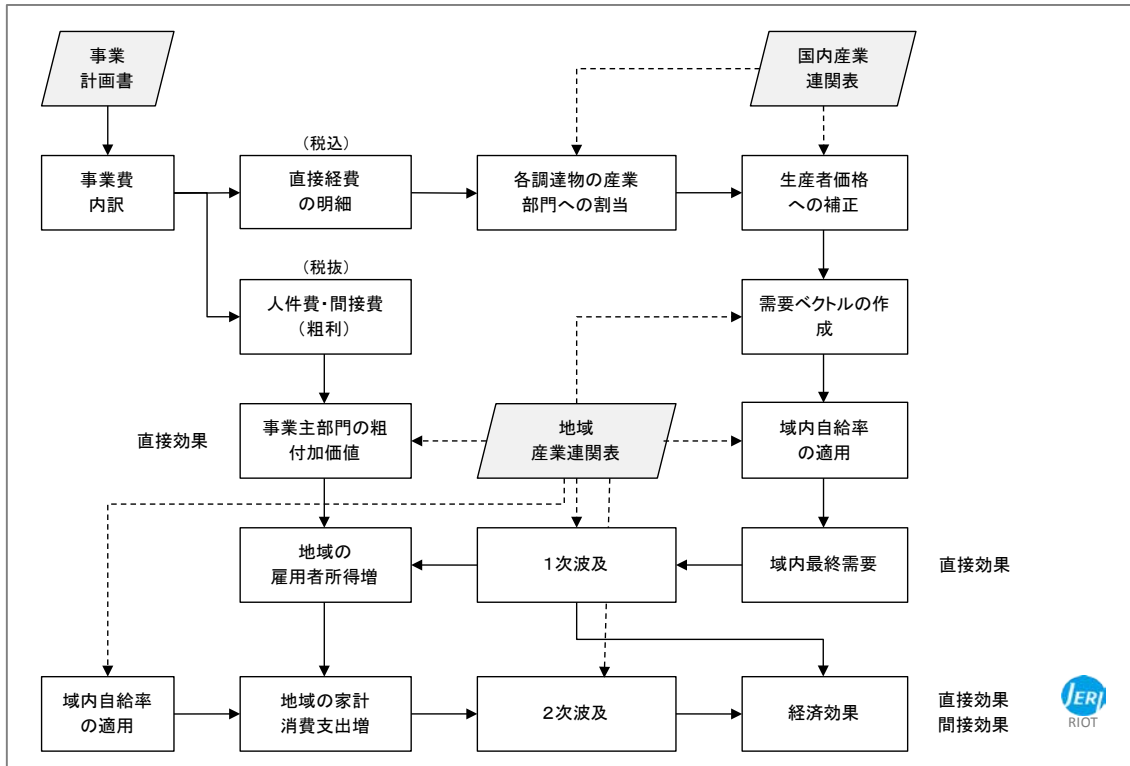 事業
計画書
国内産業
連関表
(税込)
事業費
内訳
直接経費
の明細
各調達物の産業
部門への割当
生産者価格
への補正
(税抜)
人件費・間接費
（粗利）
需要ベクトルの作
成
直接効果
事業主部門の粗
付加価値
地域
産業連関表
域内自給率
の適用
地域の
雇用者所得増
１次波及
域内最終需要
直接効果
域内自給率
の適用
地域の家計
消費支出増
２次波及
経済効果
直接効果
間接効果
JERI
RIOT